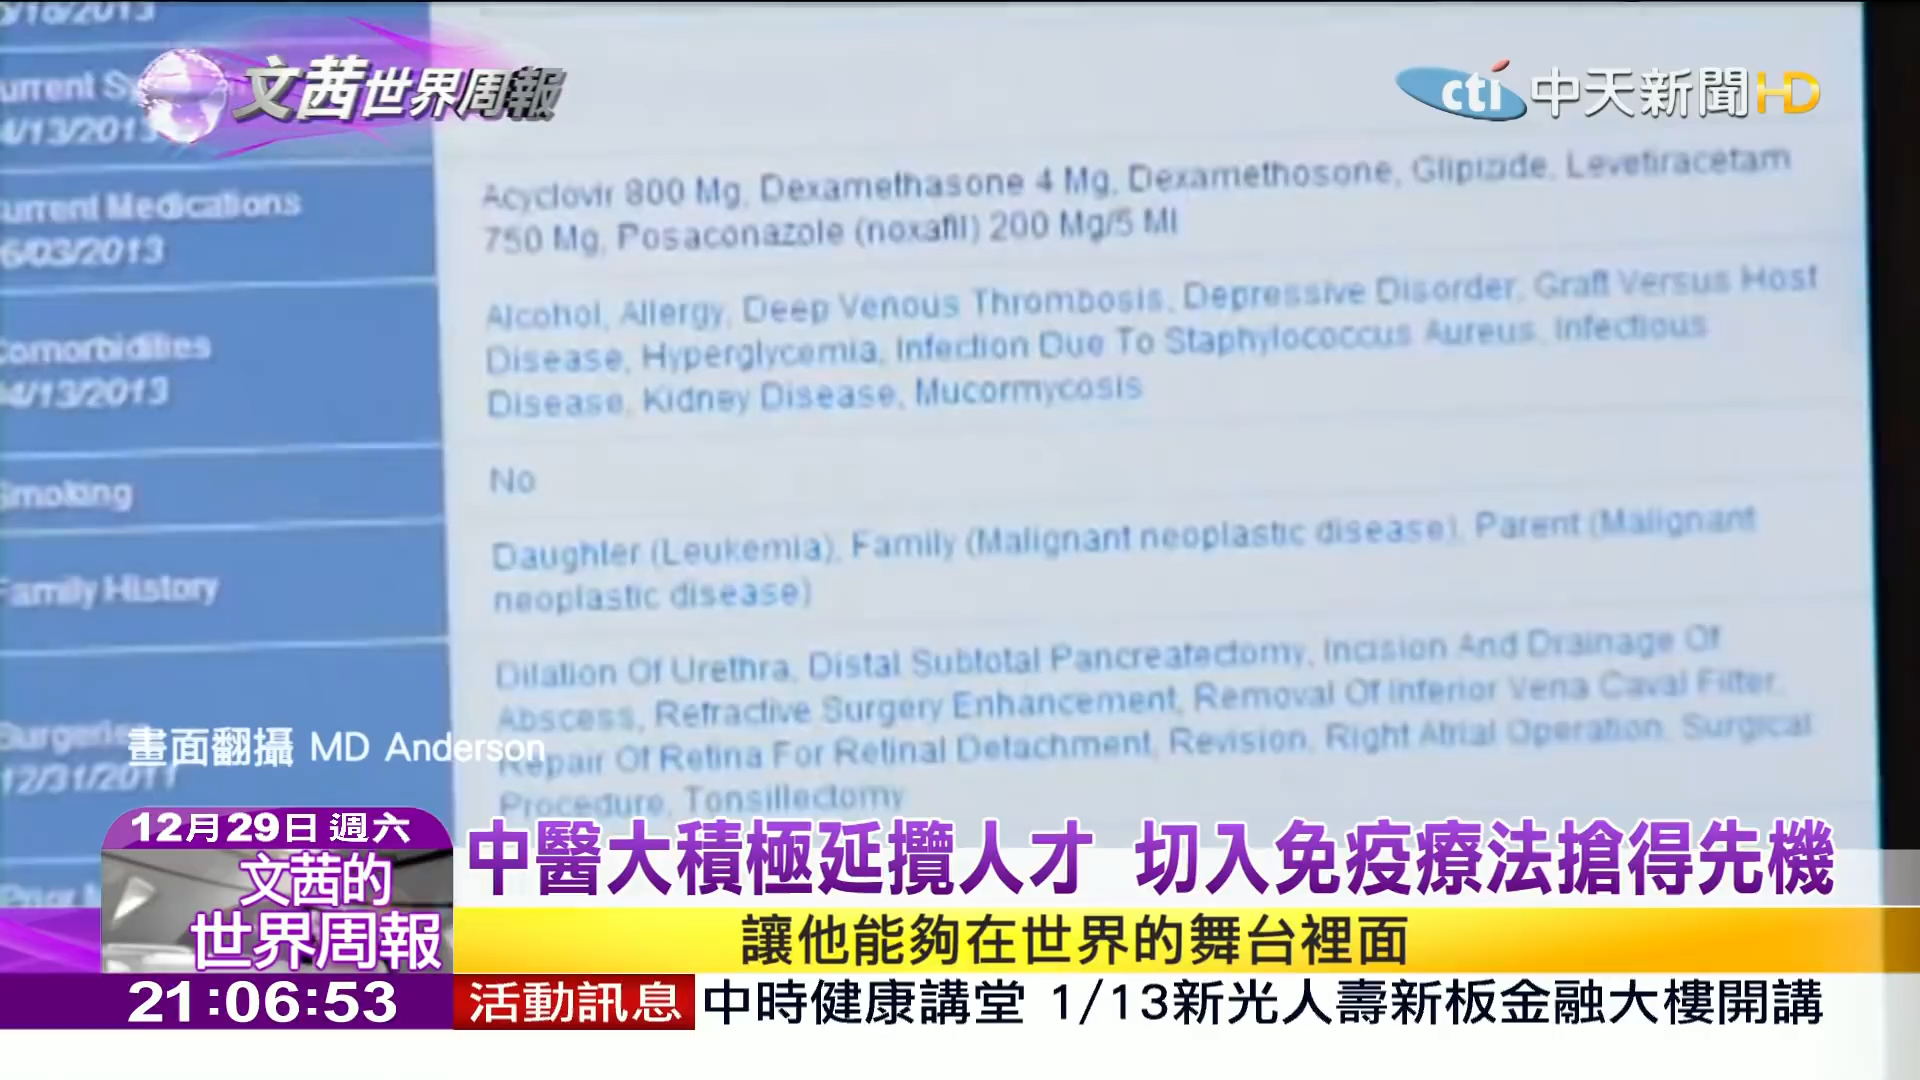 文茜世界周報
cti 中天新聞HD
4/13/2013
Current Medications
6/03/2013
Acyclovir 800 Mg, Dexamethasone 4 Mg, Dexamethosone, Glipizide, Levetiracetam
750 Mg, Posaconazole (noxafil) 200 Mg/5 Ml
Comorbidities
04/13/2013
Alcohol, Allergy, Deep Venous Thrombosis, Depressive Disorder, Graft Versus Host
Disease, Hyperglycemia, Infection Due To Staphylococcus Aureus, Infectious
Disease, Kidney Disease, Mucormycosis
Smoking
No
Family History
Daughter (Leukemia), Family (Malignant neoplastic disease), Parent (Malignant
neoplastic disease)
12/31/2011
Dilation Of Urethra, Distal Subtotal Pancreatectomy, Incision And Drainage Of
Abscess, Refractive Surgery Enhancement, Removal Of Inferior Vena Caval Filter,
Repair Of Retina For Retinal Detachment, Revision, Right Atrial Operation, Surgical
Procedure, Tonsillectomy
畫面翻攝 MD Anderson
12月29日 週六
文茜的
世界周報
21:06:53
中醫大積極延攬人才 切入免疫療法搶得先機
讓他能夠在世界的舞台裡面
活動訊息 中時健康講堂 1/13新光人壽新板金融大樓開講